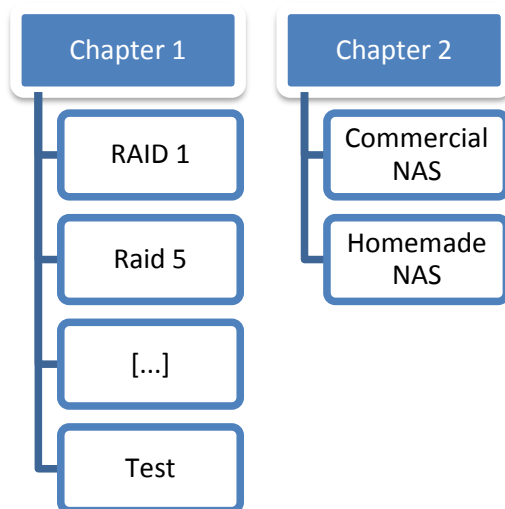 Chapter 1
RAID 1
Raid 5
[...]
Test
Chapter 2
Commercial
NAS
Homemade
NAS